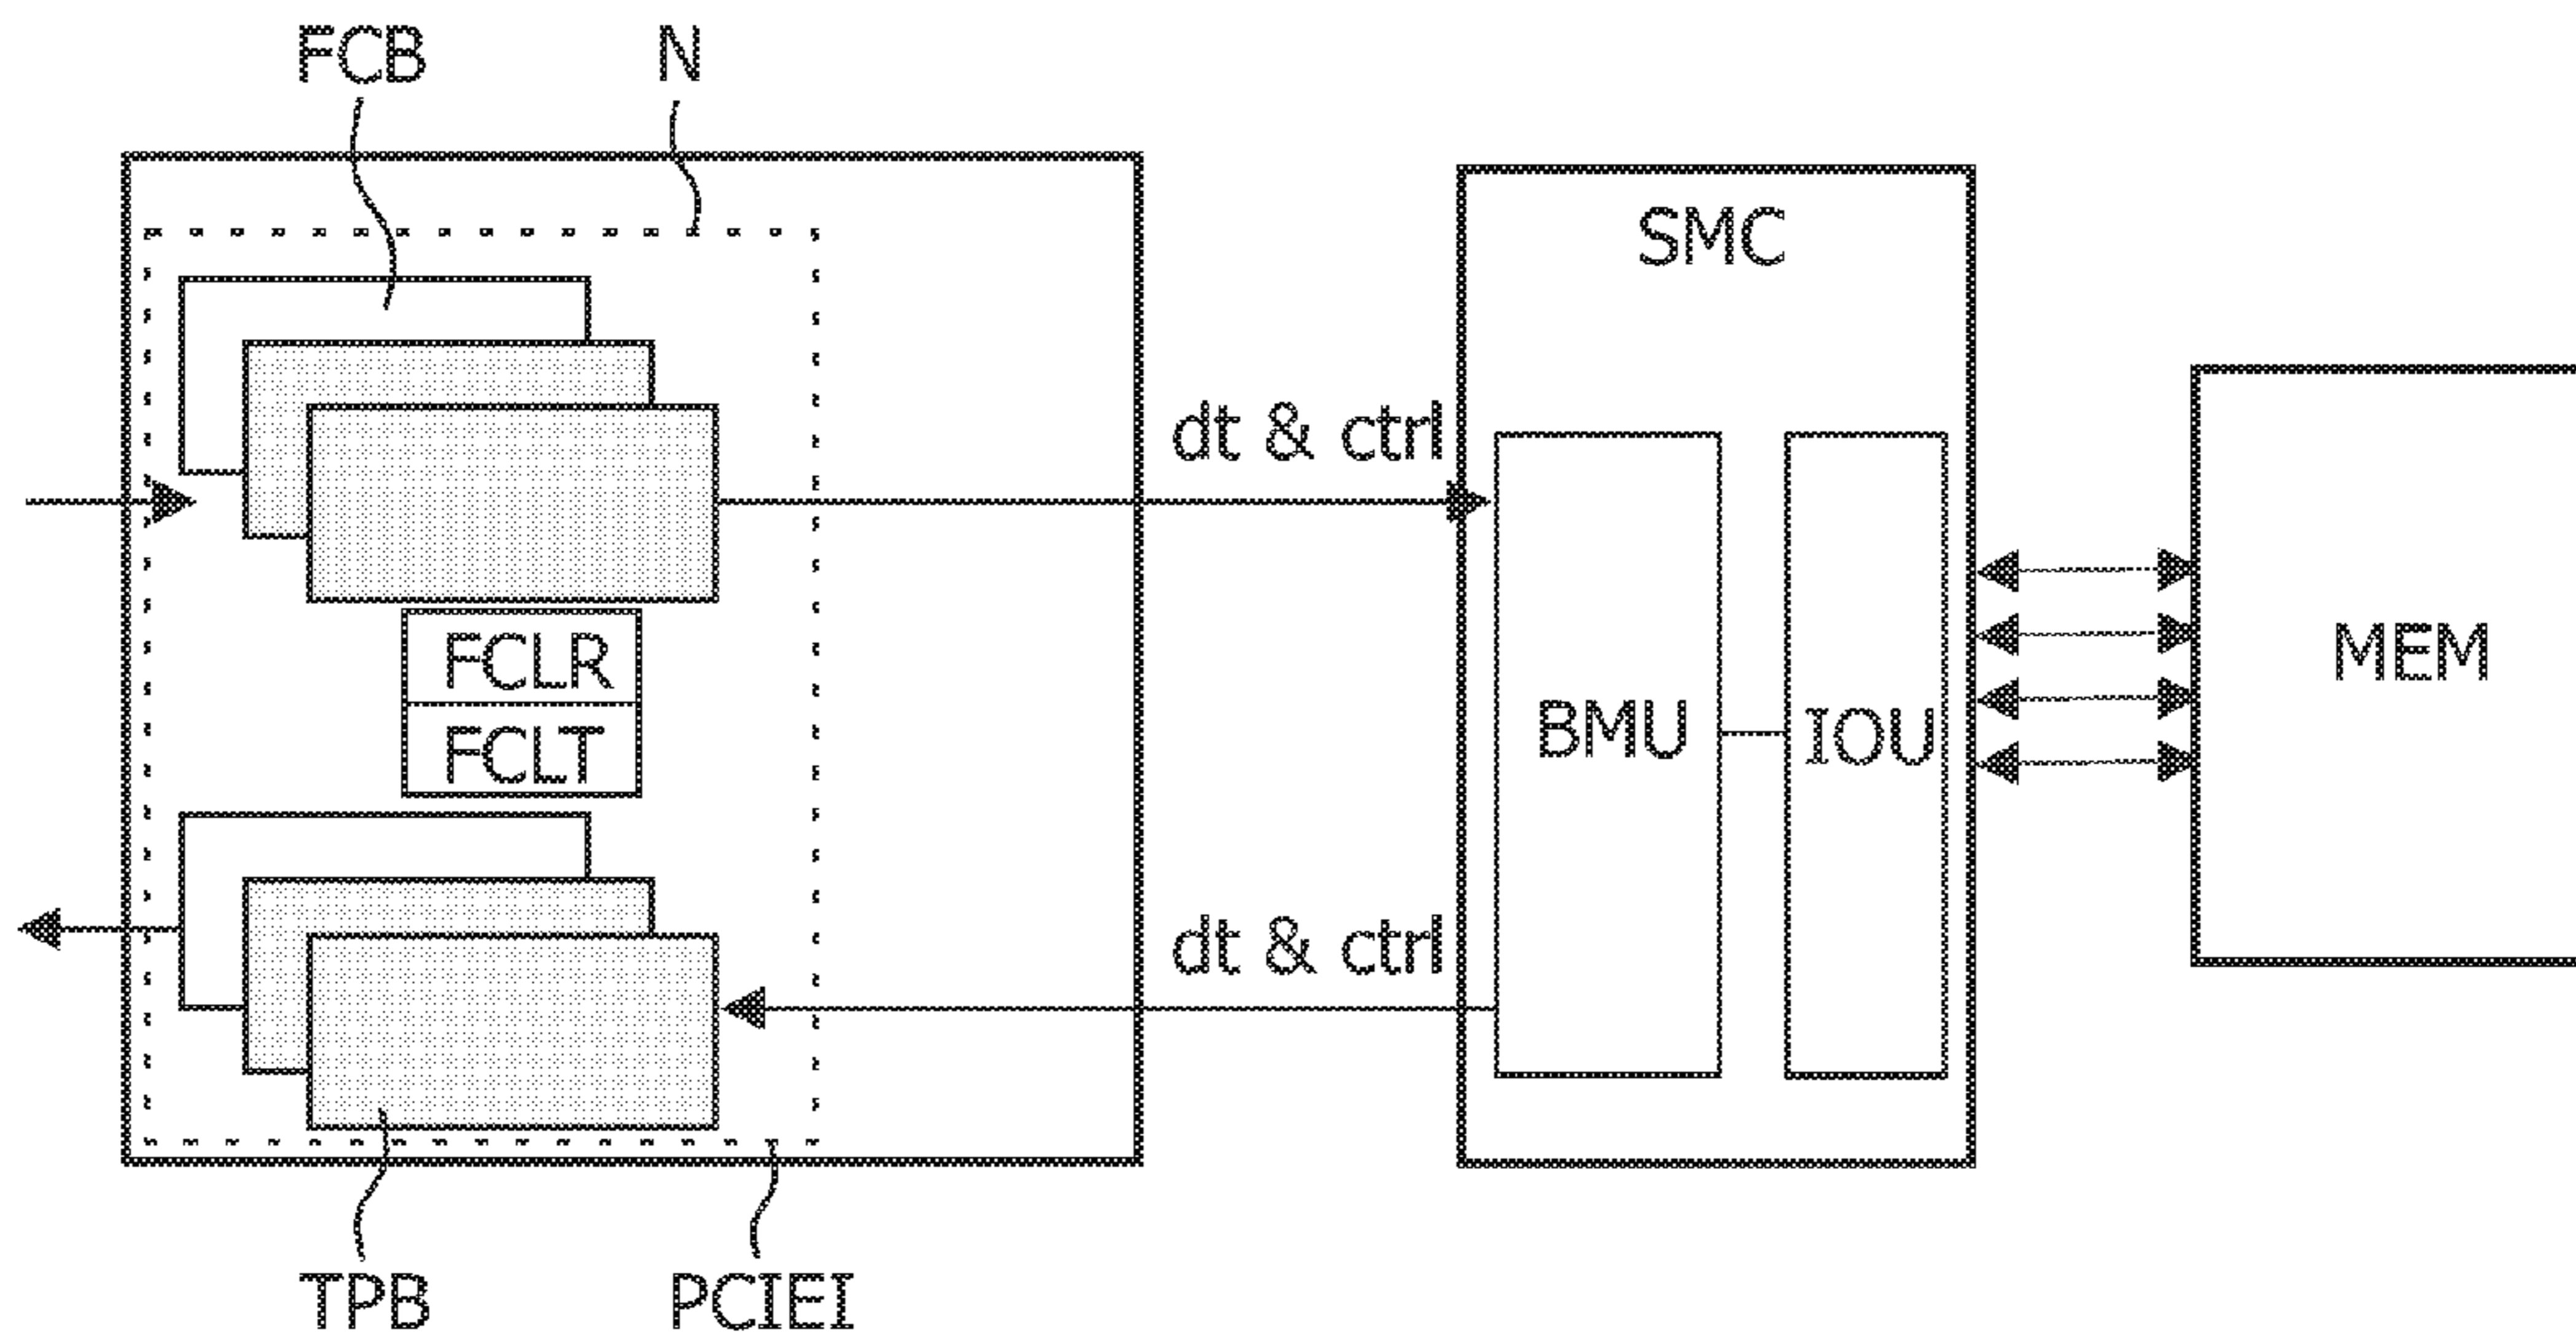 FCB
N
SMC
dt & ctrl
FCLR
FCLT
BMU
IOU
MEM
dt & ctrl
TPB
PCIEI